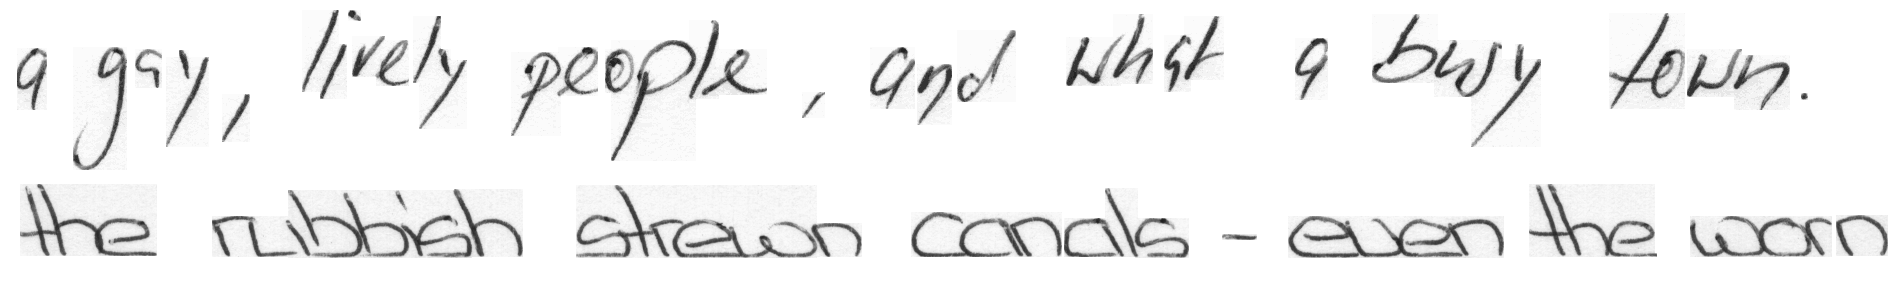 a gay, lively people, and what a busy town.
the rubbish strewn canals - even the worn